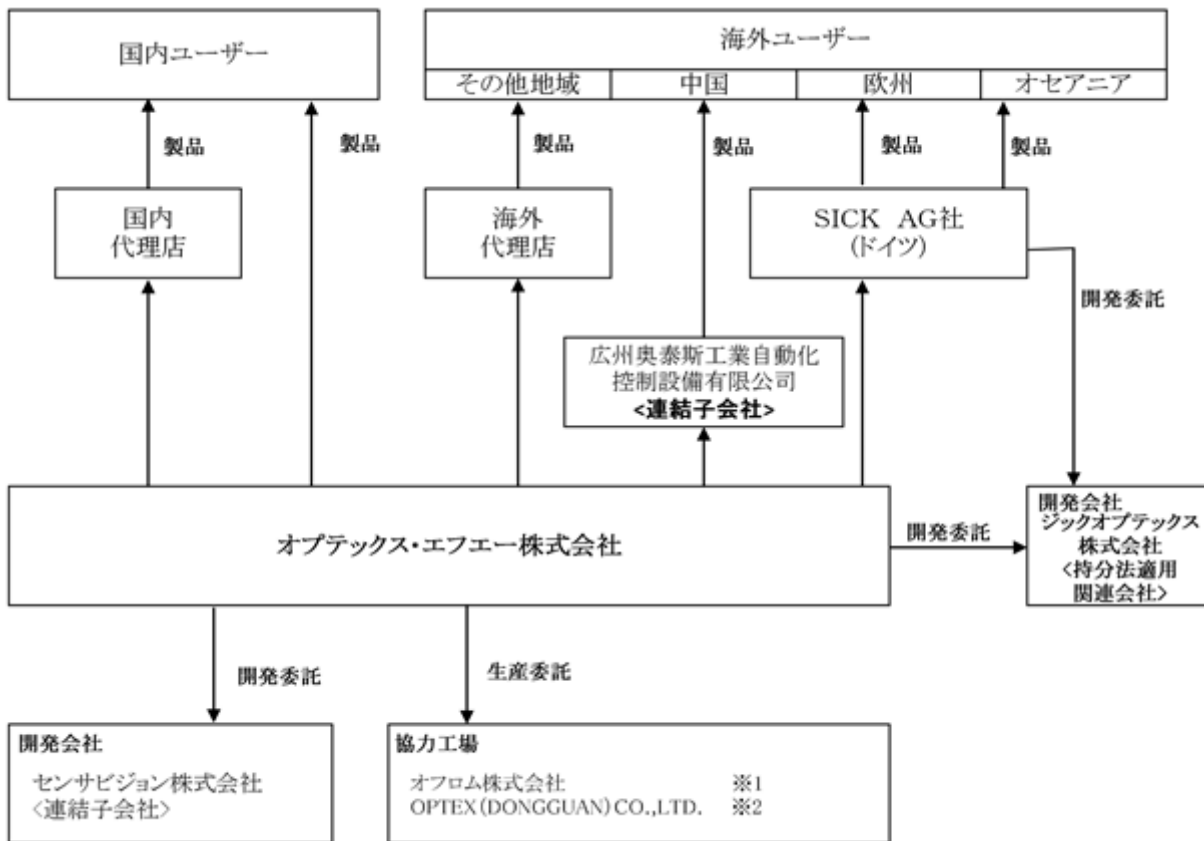 国内ユーザー
海外ユーザー
その他地域
中国
欧州
オセアニア
製品
製品
製品
製品
製品
製品
国内
代理店
海外
代理店
SICK AG社
(ドイツ)
開発委託
広州奥泰斯工業自動化
控制設備有限公司
<連結子会社>
オプテックス・エフエー株式会社
開発委託
開発会社
ジックオプテックス
株式会社
<持分法適用
関連会社>
開発委託
生産委託
開発会社
センサビジョン株式会社
<連結子会社>
協力工場
オフロム株式会社 ※1
OPTEX(DONGGUAN)CO.,LTD. ※2